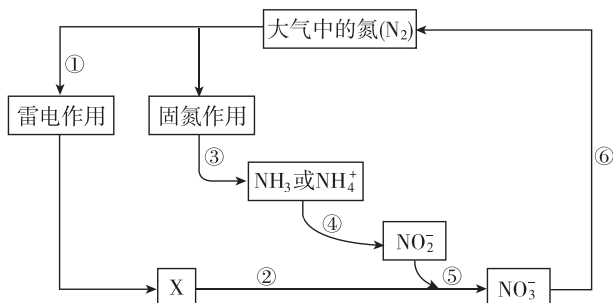 大气中的氮(N₂)
①
雷电作用
固氮作用
③
⑥
NH₃或NH₄⁺
④
NO₂⁻
X
②
⑤
NO₃⁻